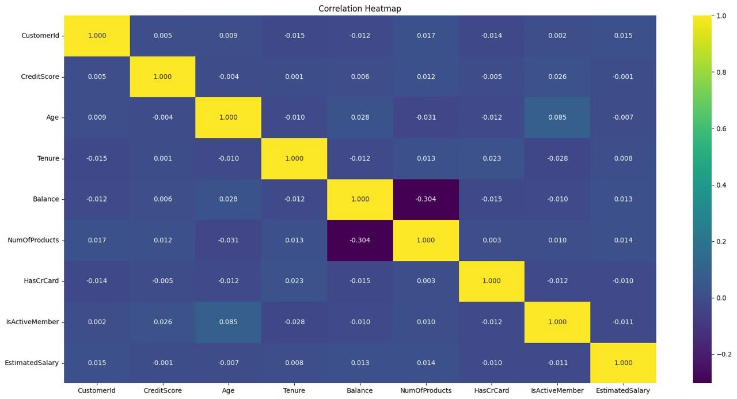 Correlation Heatmap
CustomerId 1.000 0.005 0.009 -0.015 -0.012 0.017 -0.014 0.002 0.015
CreditScore 0.005 1.000 -0.004 0.001 0.006 0.012 -0.005 0.026 -0.001
Age 0.009 -0.004 1.000 -0.010 0.028 -0.031 -0.012 0.085 -0.007
Tenure -0.015 0.001 -0.010 1.000 -0.012 0.013 0.023 -0.028 0.008
Balance -0.012 0.006 0.028 -0.012 1.000 -0.304 -0.015 -0.010 0.013
NumOfProducts 0.017 0.012 -0.031 0.013 -0.304 1.000 0.003 0.010 0.014
HasCrCard -0.014 -0.005 -0.012 0.023 -0.015 0.003 1.000 -0.012 -0.010
IsActiveMember 0.002 0.026 0.085 -0.028 -0.010 0.010 -0.012 1.000 -0.011
EstimatedSalary 0.015 -0.001 -0.007 0.008 0.013 0.014 -0.010 -0.011 1.000
CustomerId CreditScore Age Tenure Balance NumOfProducts HasCrCard IsActiveMember EstimatedSalary
1.0
0.8
0.6
0.4
0.2
0.0
−0.2